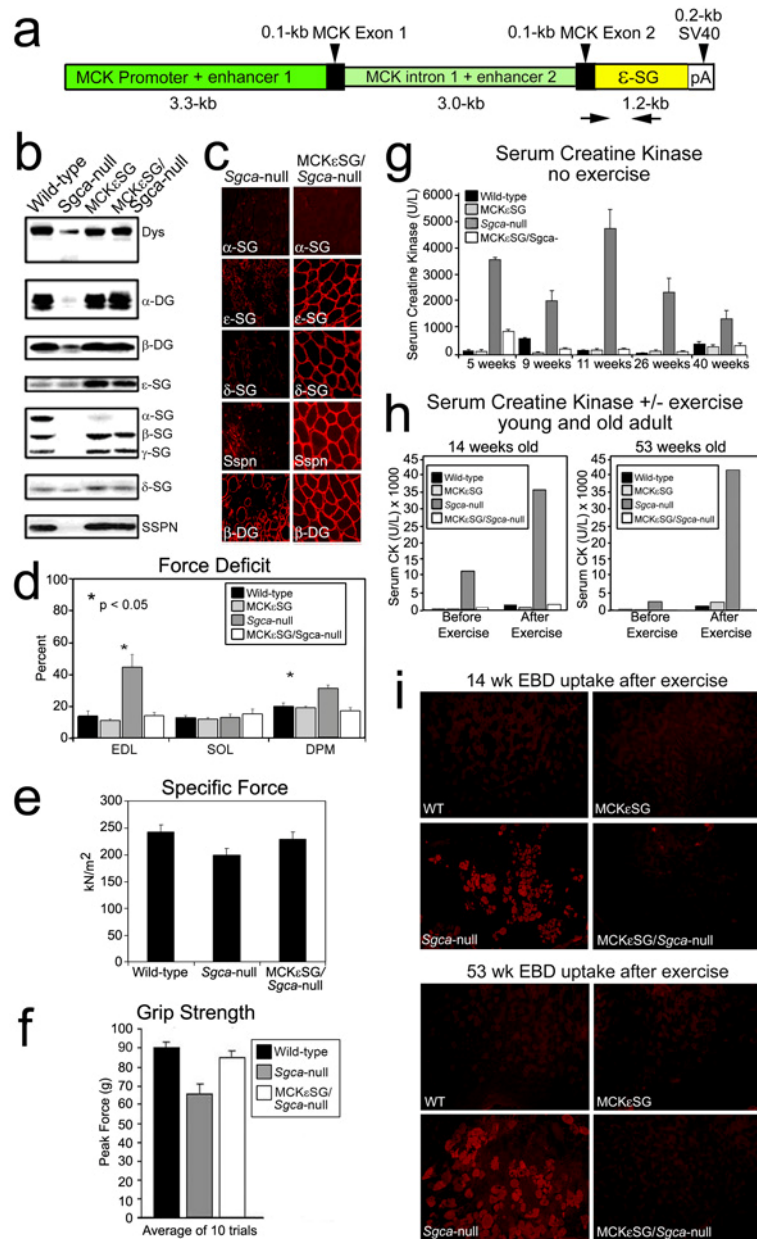 a
0.1-kb MCK Exon 1
0.1-kb MCK Exon 2
0.2-kb
SV40
MCK Promoter + enhancer 1
MCK intron 1 + enhancer 2
ε-SG
pA
3.3-kb
3.0-kb
1.2-kb
b
Wild-type
Sgca-null
MCKεSG
MCKεSG/
Sgca-null
Dys
α-DG
β-DG
ε-SG
α-SG
β-SG
γ-SG
δ-SG
SSPN
c
Sgca-null
MCKεSG/
Sgca-null
α-SG
α-SG
ε-SG
ε-SG
δ-SG
δ-SG
Sspn
Sspn
β-DG
β-DG
d
Force Deficit
* p < 0.05
Wild-type
MCKεSG
Sgca-null
MCKεSG/Sgca-null
*
*
Percent
100
80
60
40
20
0
EDL
SOL
DPM
e
Specific Force
kN/m2
300
250
200
150
100
50
0
Wild-type
Sgca-null
MCKεSG/
Sgca-null
f
Grip Strength
Peak Force (g)
100
90
80
70
60
50
40
30
20
10
0
Wild-type
Sgca-null
MCKεSG/
Sgca-null
Average of 10 trials
g
Serum Creatine Kinase
no exercise
Serum Creatine Kinase (U/L)
6000
5000
4000
3000
2000
1000
0
Wild-type
MCKεSG
Sgca-null
MCKεSG/Sgca-
5 weeks
9 weeks
11 weeks
26 weeks
40 weeks
h
Serum Creatine Kinase +/- exercise
young and old adult
14 weeks old
53 weeks old
Serum CK (U/L) x 1000
45
40
35
30
25
20
15
10
5
0
Wild-type
MCKεSG
Sgca-null
MCKεSG/Sgca-null
Before
Exercise
After
Exercise
Serum CK (U/L) x 1000
45
40
35
30
25
20
15
10
5
0
Wild-type
MCKεSG
Sgca-null
MCKεSG/Sgca-null
Before
Exercise
After
Exercise
i
14 wk EBD uptake after exercise
WT
MCKεSG
Sgca-null
MCKεSG/Sgca-null
53 wk EBD uptake after exercise
WT
MCKεSG
Sgca-null
MCKεSG/Sgca-null